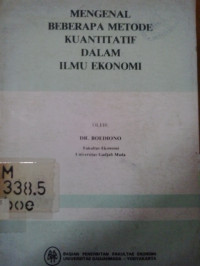 MENGENAL
BEBERAPA METODE
KUANTITATIF
DALAM
ILMU EKONOMI
OLEH
DR. BOEDIONO
Fakultas Ekonomi
Universitas Gadjah Mada
M
338.5
boe